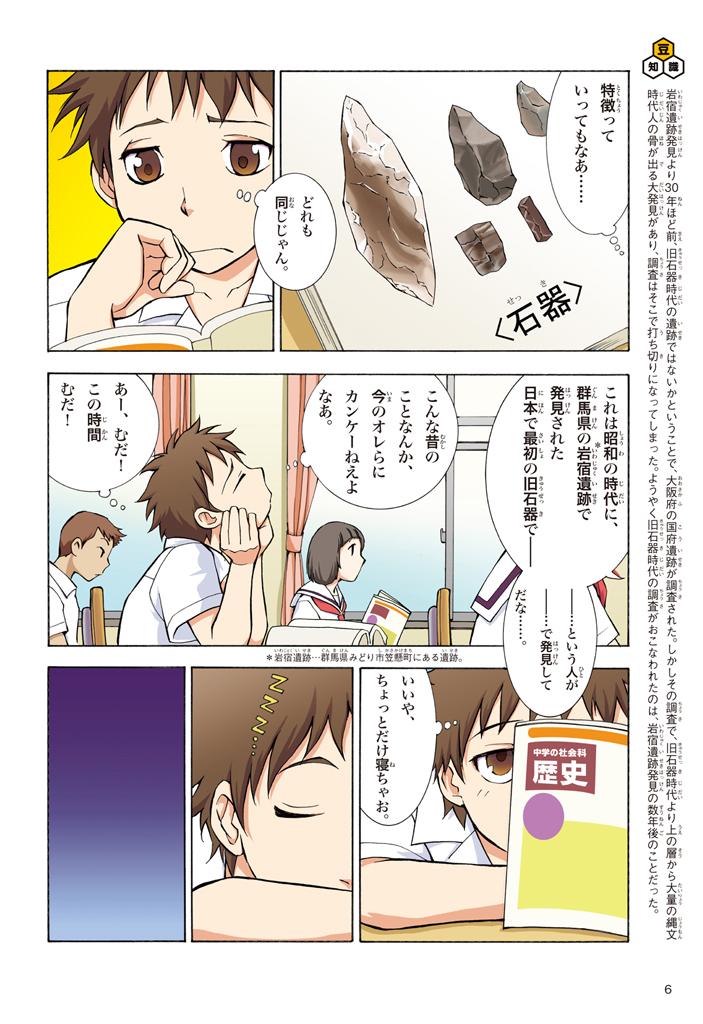 豆知識
岩宿遺跡発見より30年ほど前、旧石器時代の遺跡ではないかということで、大阪府の国府遺跡が調査された。しかしその調査で、旧石器時代より上の層から大量の縄文
時代人の骨が出る大発見があり、調査はそこで打ち切りになってしまった。ようやく旧石器時代の調査がおこなわれたのは、岩宿遺跡発見の数年後のことだった。
特徴って
いってもなあ……
〈石器〉
どれも
同じじゃん。
これは昭和の時代に、
群馬県の岩宿遺跡で
発見された
日本で最初の旧石器で――
こんな昔の
ことなんか、
今のオレらに
カンケーねえよ
なあ。
あー、むだ！
この時間
むだ！
――という人が
――で発見して
だな……。
＊岩宿遺跡…群馬県みどり市笠懸町にある遺跡。
いいや、
ちょっとだけ寝ちゃお。
中学の社会科
歴史
ZZZ…
6